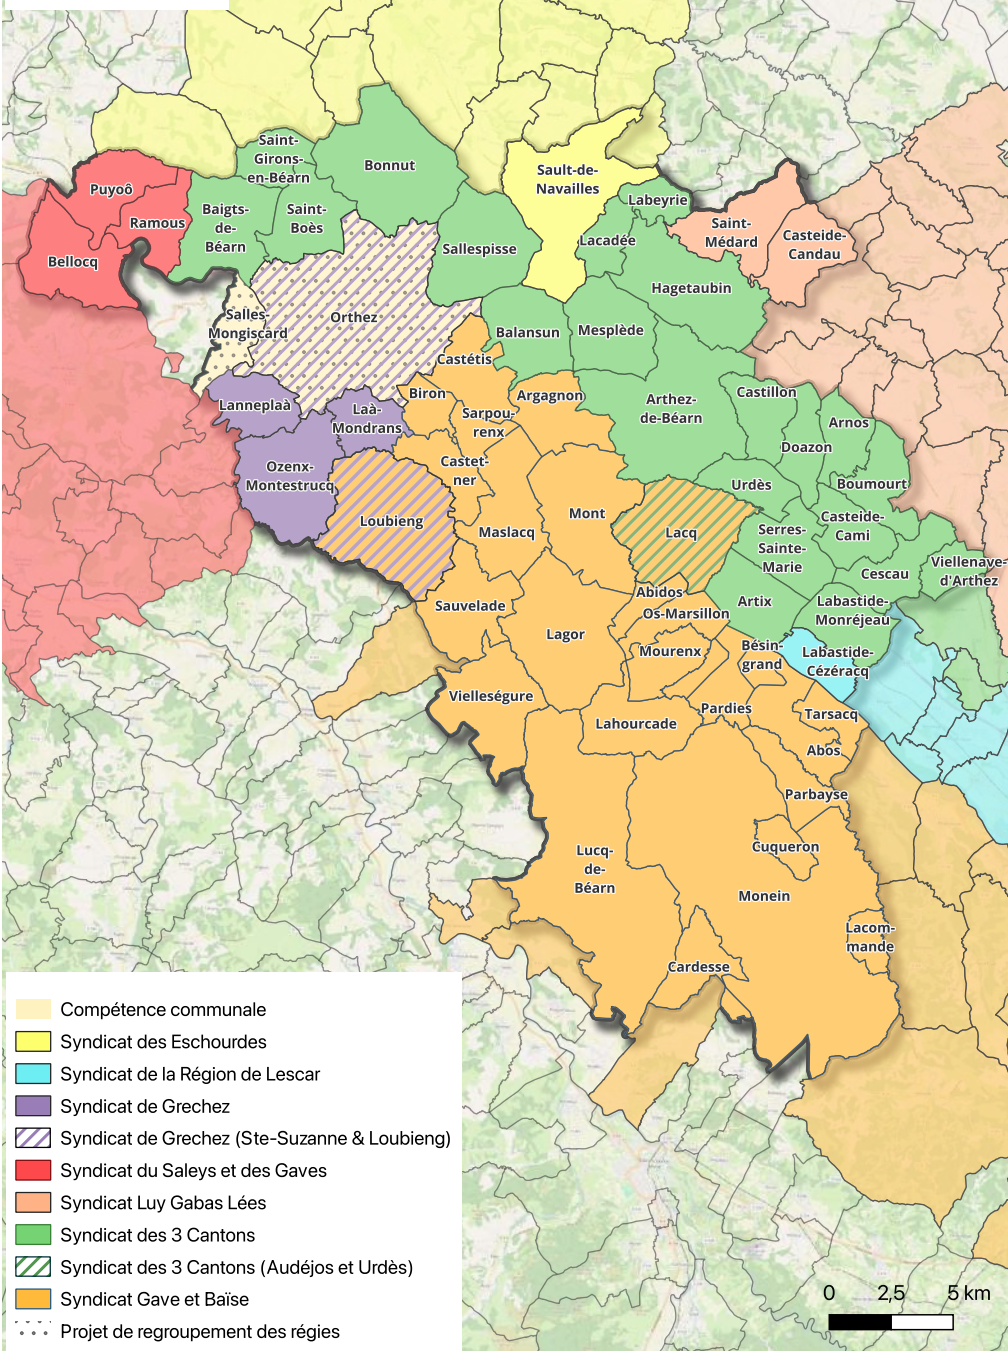 Saint-
Girons-
en-Béarn
Bonnut
Puyoô
Ramous
Bellocq
Baigts-
de-
Béarn
Saint-
Boès
Sault-de-
Navailles
Labeyrie
Lacadée
Sallespisse
Saint-
Médard
Casteide-
Candau
Hagetaubin
Salles-
Mongiscard
Orthez
Balansun
Mesplède
Castétis
Biron
Argagnon
Sarpou-
renx
Lanneplaà
Laà-
Mondrans
Arthez-
de-Béarn
Castillon
Arnos
Doazon
Boumourt
Urdès
Ozenx-
Montestrucq
Castet-
ner
Loubieng
Maslacq
Mont
Lacq
Serres-
Sainte-
Marie
Casteide-
Cami
Cescau
Viellenave-
d'Arthez
Artix
Labastide-
Monréjeau
Labastide-
Cézéracq
Sauvelade
Lagor
Abidos
Os-Marsillon
Mourenx
Bésin-
grand
Vielleségure
Lahourcade
Pardies
Tarsacq
Abos
Parbayse
Cuqueron
Lucq-
de-
Béarn
Monein
Lacom-
mande
Cardesse
Compétence communale
Syndicat des Eschourdes
Syndicat de la Région de Lescar
Syndicat de Grechez
Syndicat de Grechez (Ste-Suzanne & Loubieng)
Syndicat du Saleys et des Gaves
Syndicat Luy Gabas Lées
Syndicat des 3 Cantons
Syndicat des 3 Cantons (Audéjos et Urdès)
Syndicat Gave et Baïse
Projet de regroupement des régies
0 2,5 5 km